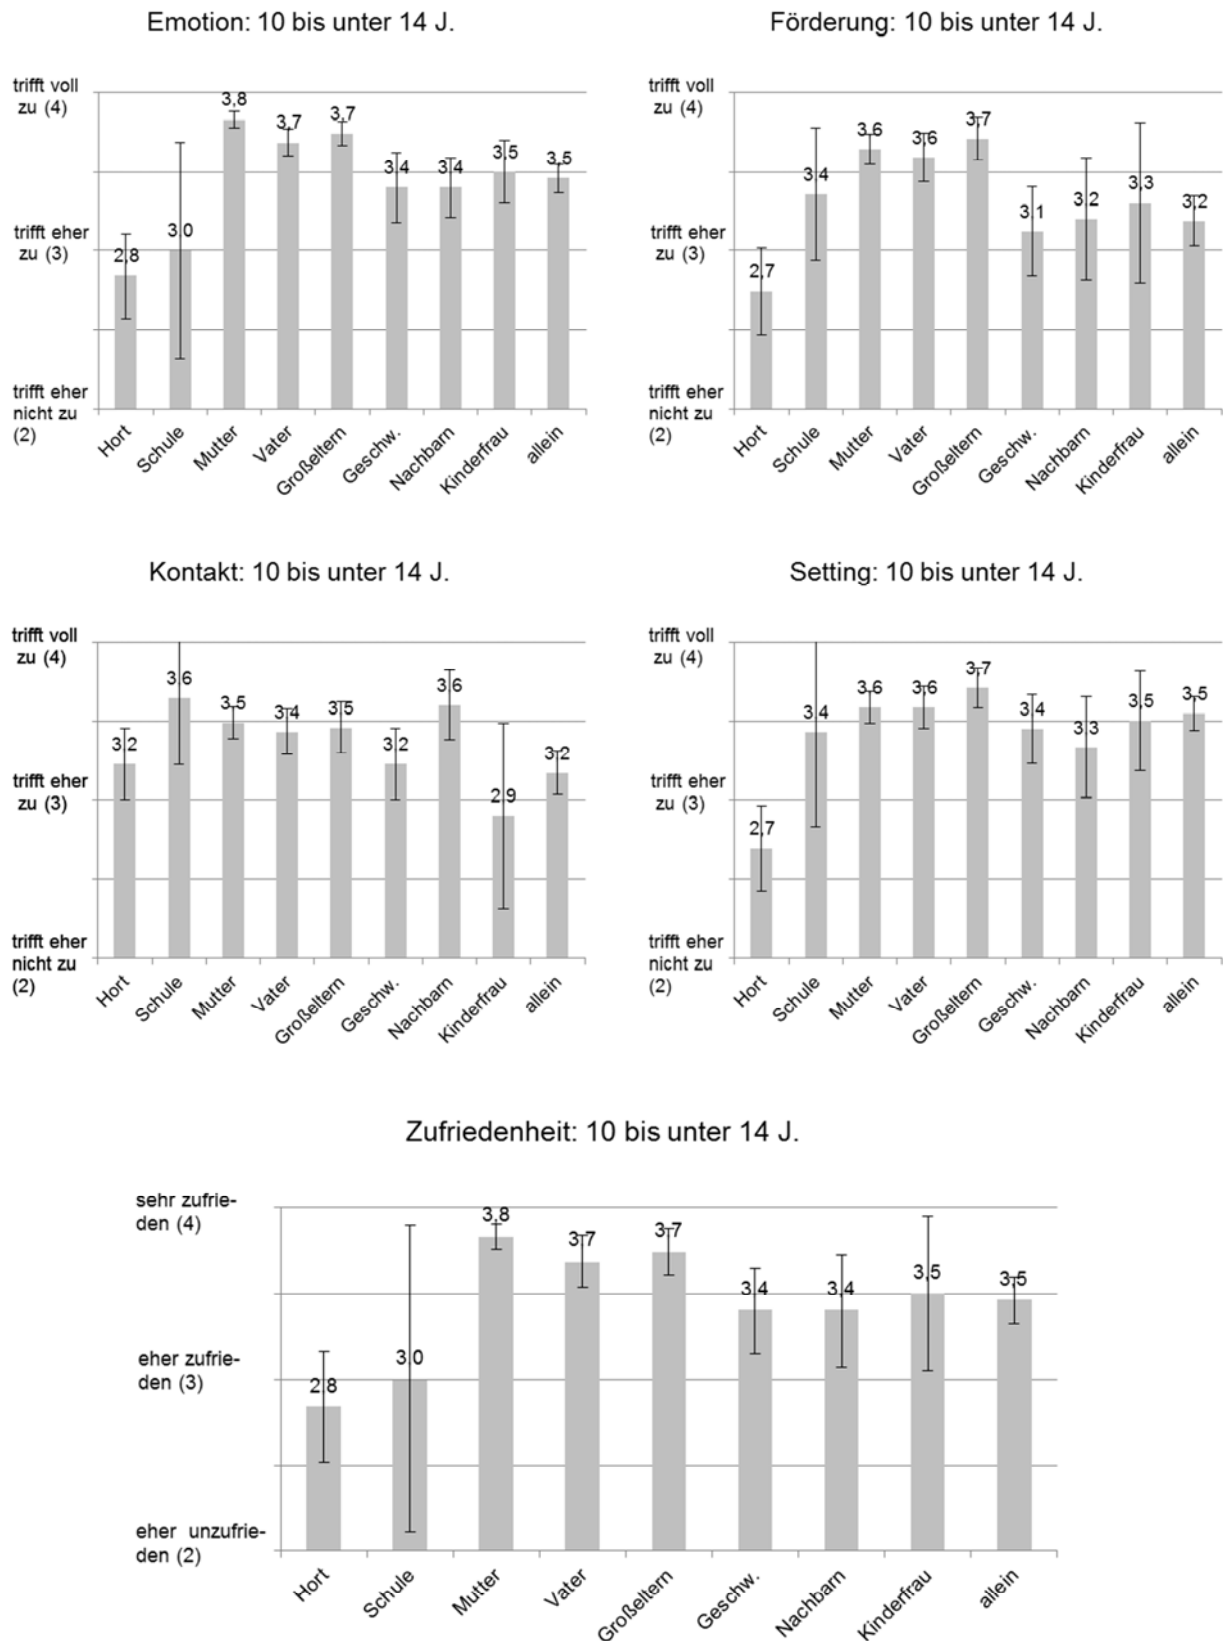 Emotion: 10 bis unter 14 J.
trifft voll
zu (4)
trifft eher
zu (3)
trifft eher
nicht zu
(2)
2,8
3,0
3,8
3,7
3,7
3,4
3,4
3,5
3,5
Hort
Schule
Mutter
Vater
Großeltern
Geschw.
Nachbarn
Kinderfrau
allein
Förderung: 10 bis unter 14 J.
trifft voll
zu (4)
trifft eher
zu (3)
trifft eher
nicht zu
(2)
2,7
3,4
3,6
3,6
3,7
3,1
3,2
3,3
3,2
Hort
Schule
Mutter
Vater
Großeltern
Geschw.
Nachbarn
Kinderfrau
allein
Kontakt: 10 bis unter 14 J.
trifft voll
zu (4)
trifft eher
zu (3)
trifft eher
nicht zu
(2)
3,2
3,6
3,5
3,4
3,5
3,2
3,6
2,9
3,2
Hort
Schule
Mutter
Vater
Großeltern
Geschw.
Nachbarn
Kinderfrau
allein
Setting: 10 bis unter 14 J.
trifft voll
zu (4)
trifft eher
zu (3)
trifft eher
nicht zu
(2)
2,7
3,4
3,6
3,6
3,7
3,4
3,3
3,5
3,5
Hort
Schule
Mutter
Vater
Großeltern
Geschw.
Nachbarn
Kinderfrau
allein
Zufriedenheit: 10 bis unter 14 J.
sehr zufrie-
den (4)
eher zufrie-
den (3)
eher unzufrie-
den (2)
2,8
3,0
3,8
3,7
3,7
3,4
3,4
3,5
3,5
Hort
Schule
Mutter
Vater
Großeltern
Geschw.
Nachbarn
Kinderfrau
allein